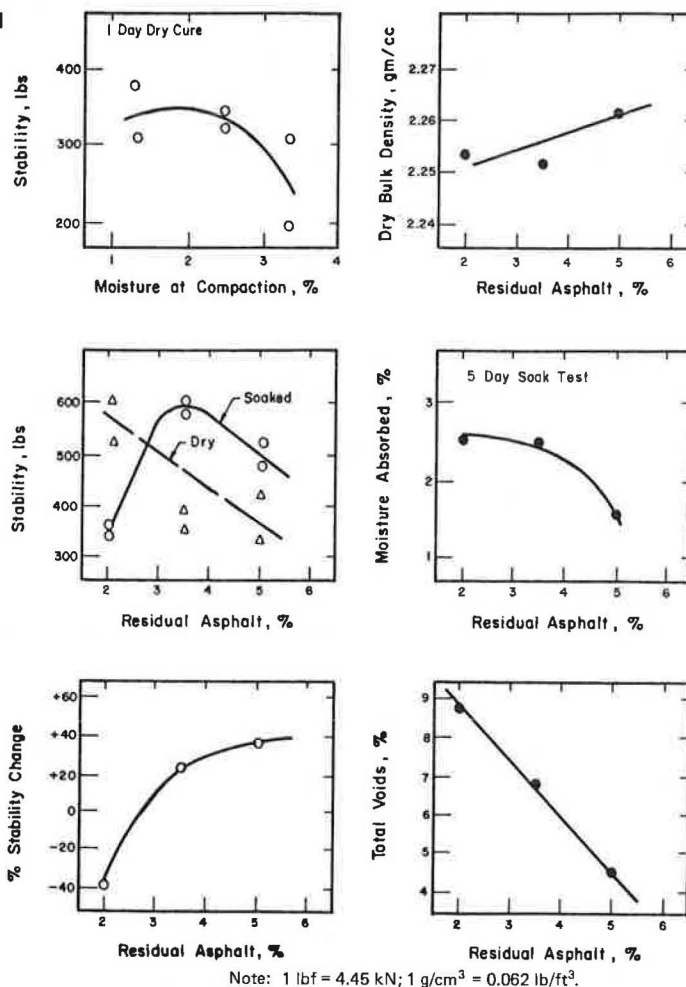 1 Day Dry Cure
Stability, lbs
400
300
200
1 2 3 4
Moisture at Compaction, %
Dry Bulk Density, gm/cc
2.27
2.26
2.25
2.24
2 3 4 5 6
Residual Asphalt, %
Stability, lbs
600
500
400
300
Soaked
Dry
2 3 4 5 6
Residual Asphalt, %
5 Day Soak Test
Moisture Absorbed, %
3
2
1
2 3 4 5 6
Residual Asphalt, %
% Stability Change
+60
+40
+20
0
-20
-40
2 3 4 5 6
Residual Asphalt, %
Total Voids, %
9
8
7
6
5
4
2 3 4 5 6
Residual Asphalt, %
Note: 1 lbf = 4.45 kN; 1 g/cm³ = 0.062 lb/ft³.